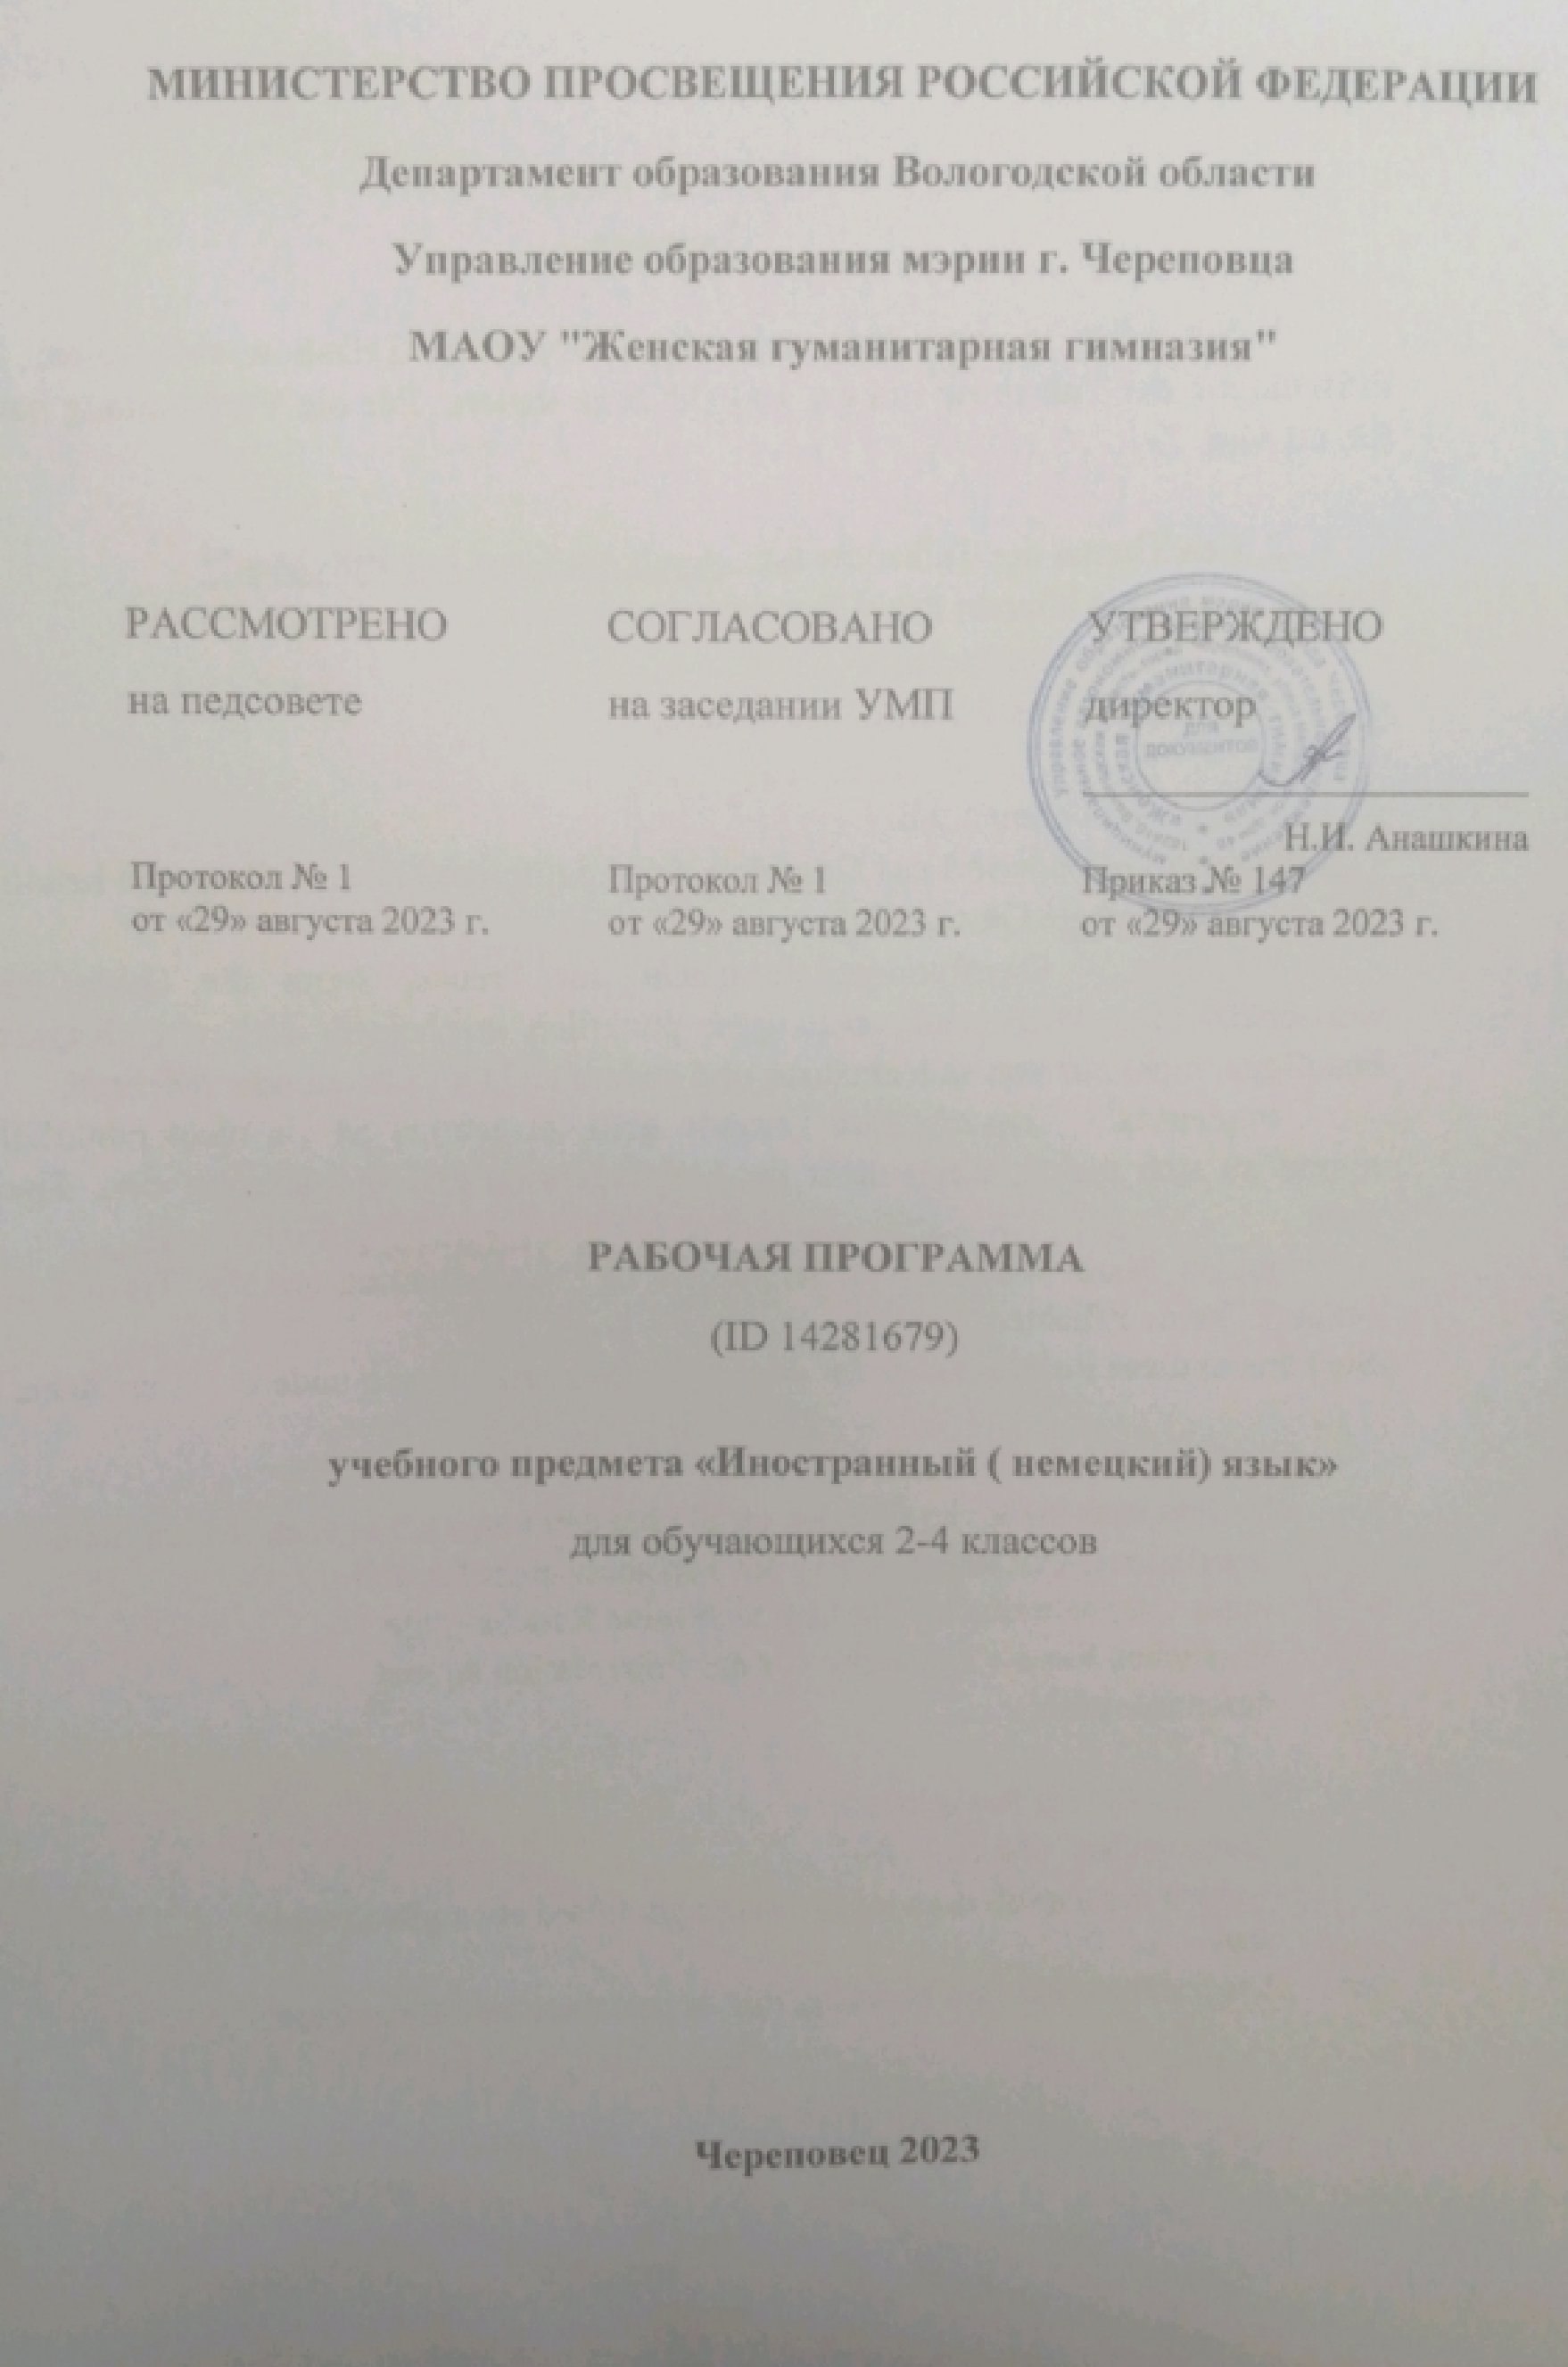 МИНИСТЕРСТВО ПРОСВЕЩЕНИЯ РОССИЙСКОЙ ФЕДЕРАЦИИ
Департамент образования Вологодской области
Управление образования мэрии г. Череповца
МАОУ "Женская гуманитарная гимназия"
РАССМОТРЕНО
на педсовете
Протокол № 1
от «29» августа 2023 г.
СОГЛАСОВАНО
на заседании УМП
Протокол № 1
от «29» августа 2023 г.
УТВЕРЖДЕНО
директор
Н.И. Анашкина
Приказ № 147
от «29» августа 2023 г.
ДЛЯ
ДОКУМЕНТОВ
РАБОЧАЯ ПРОГРАММА
(ID 14281679)
учебного предмета «Иностранный ( немецкий) язык»
для обучающихся 2-4 классов
Череповец 2023